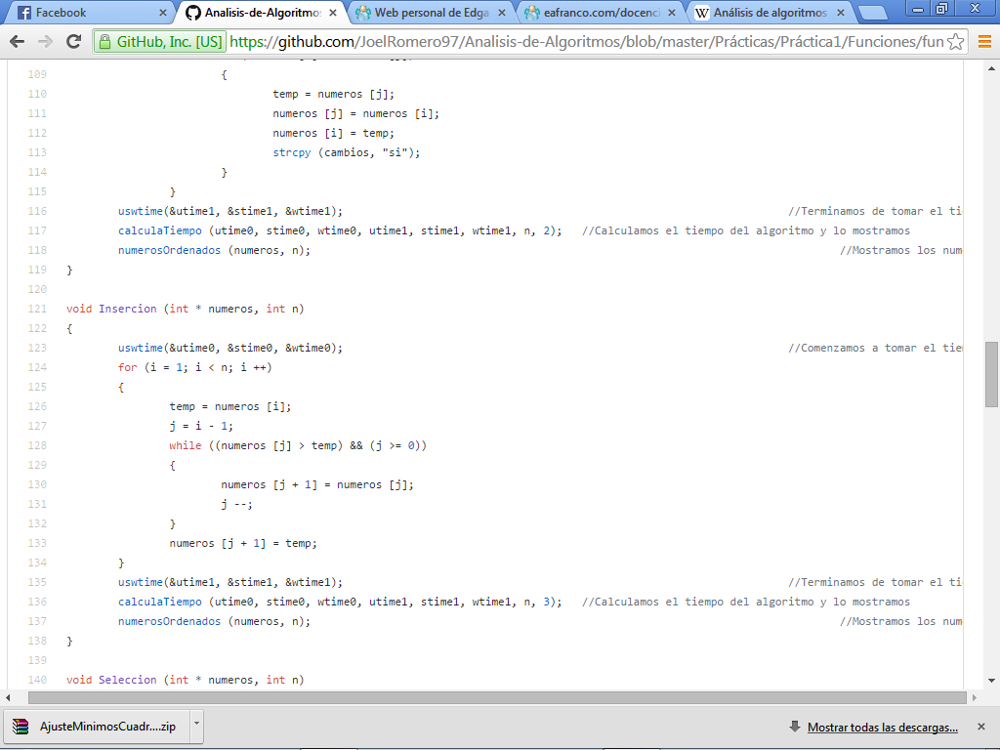 Facebook
Analisis-de-Algoritmos
Web personal de Edga
eafranco.com/docenci
Análisis de algoritmos
GitHub, Inc. [US] https://github.com/JoelRomero97/Analisis-de-Algoritmos/blob/master/Prácticas/Práctica1/Funciones/fun
109 {
110 temp = numeros [j];
111 numeros [j] = numeros [i];
112 numeros [i] = temp;
113 strcpy (cambios, "si");
114 }
115 }
116 uswtime(&utime1, &stime1, &wtime1); //Terminamos de tomar el ti
117 calculaTiempo (utime0, stime0, wtime0, utime1, stime1, wtime1, n, 2); //Calculamos el tiempo del algoritmo y lo mostramos
118 numerosOrdenados (numeros, n); //Mostramos los num
119 }
120
121 void Insercion (int * numeros, int n)
122 {
123 uswtime(&utime0, &stime0, &wtime0); //Comenzamos a tomar el tie
124 for (i = 1; i < n; i ++)
125 {
126 temp = numeros [i];
127 j = i - 1;
128 while ((numeros [j] > temp) && (j >= 0))
129 {
130 numeros [j + 1] = numeros [j];
131 j --;
132 }
133 numeros [j + 1] = temp;
134 }
135 uswtime(&utime1, &stime1, &wtime1); //Terminamos de tomar el ti
136 calculaTiempo (utime0, stime0, wtime0, utime1, stime1, wtime1, n, 3); //Calculamos el tiempo del algoritmo y lo mostramos
137 numerosOrdenados (numeros, n); //Mostramos los num
138 }
139
140 void Seleccion (int * numeros, int n)
AjusteMinimosCuadr....zip
Mostrar todas las descargas...